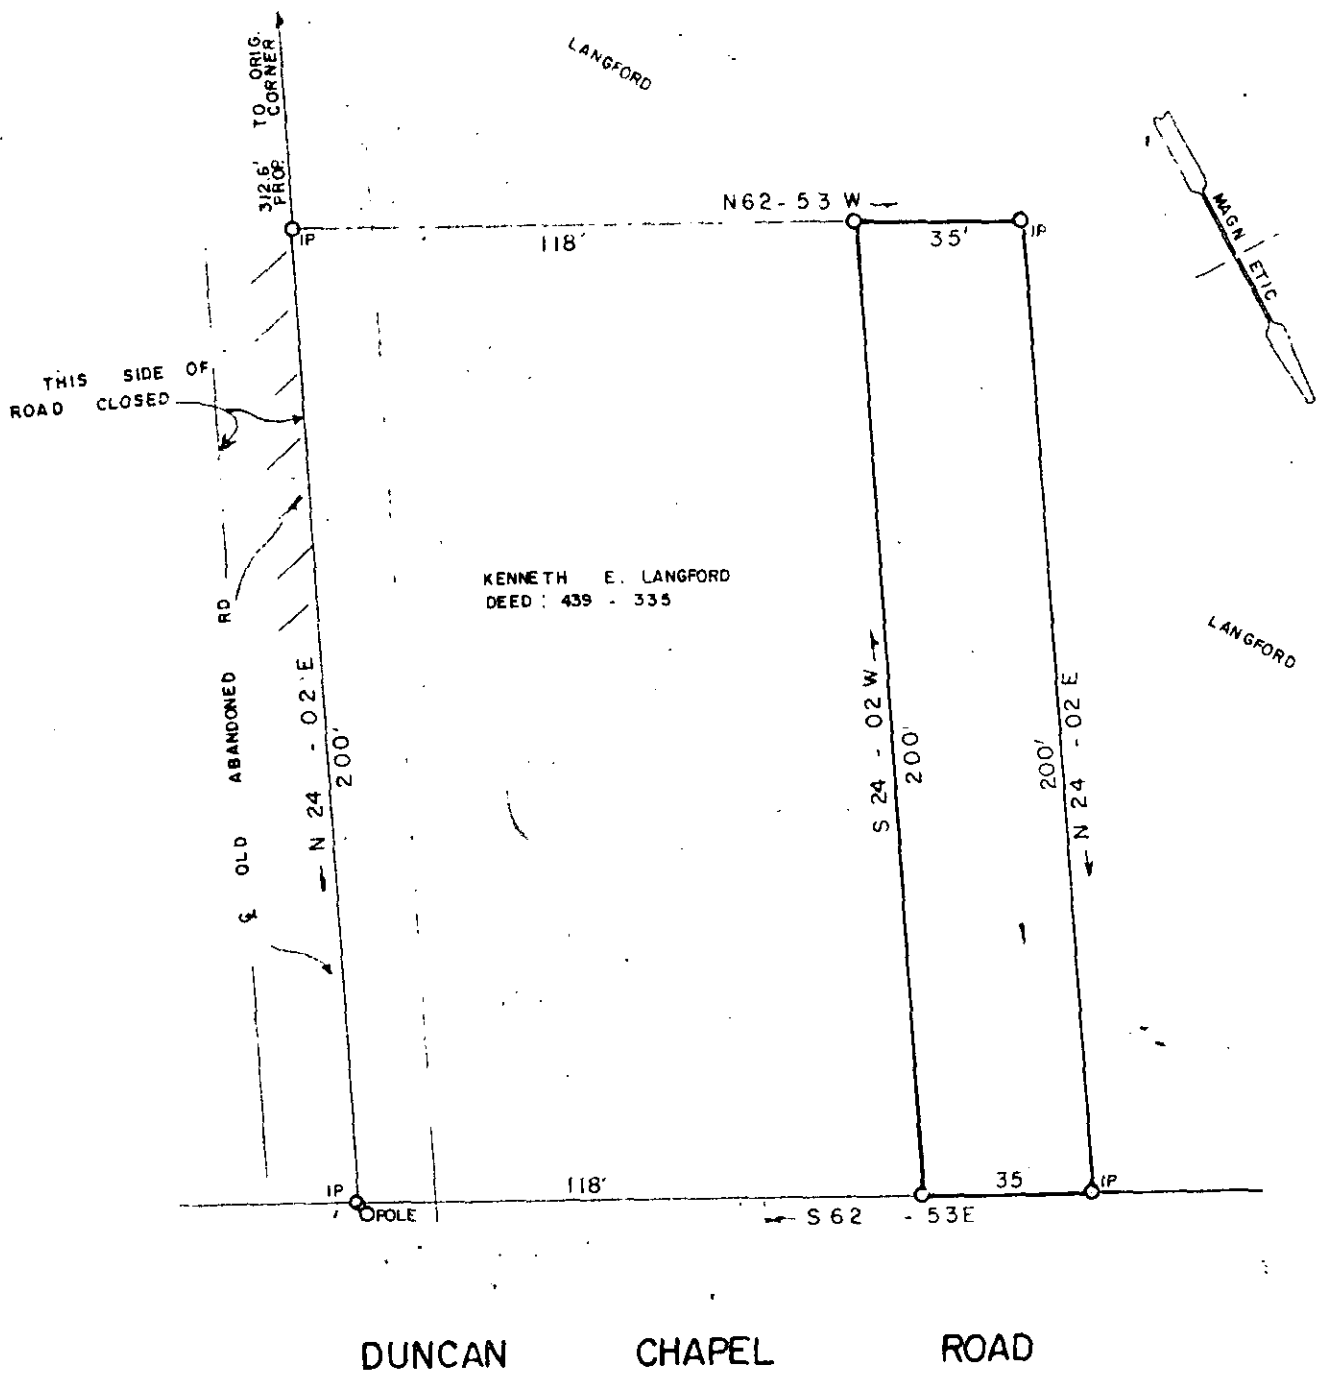 312.6' TO ORIG.
PROP. CORNER
LANGFORD
N62-53 W
118'
35'
IP
IP
MAGNETIC
THIS SIDE OF
ROAD CLOSED
KENNETH E. LANGFORD
DEED: 439 - 335
LANGFORD
℄ OLD ABANDONED RD
N 24 - 02 E
200'
S 24 - 02 W
200'
200'
N 24 - 02 E
IP
118'
35
IP
POLE
S 62 - 53E
DUNCAN CHAPEL ROAD